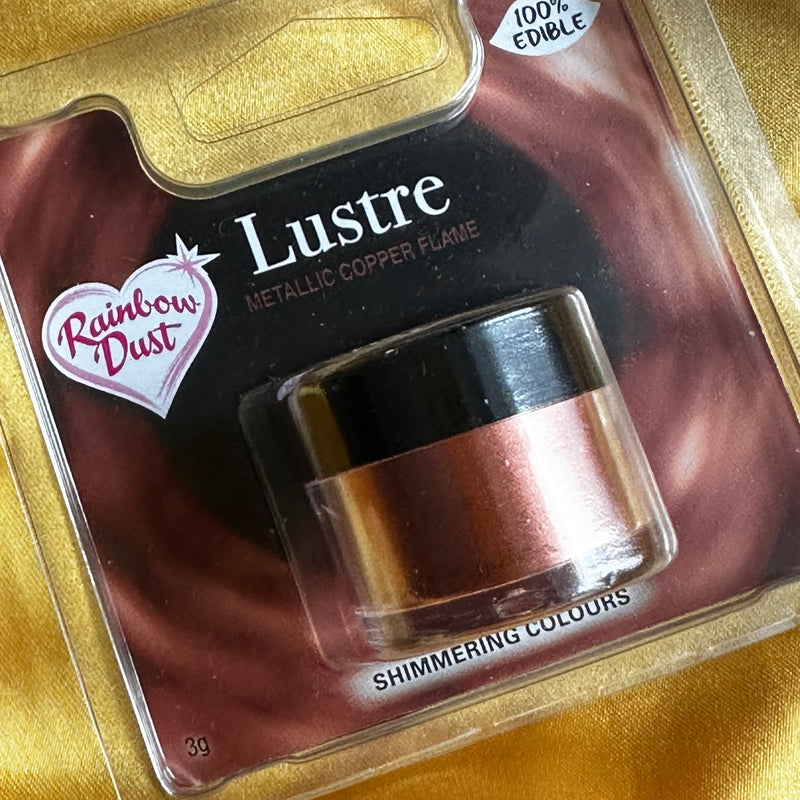 100%
EDIBLE
Lustre
METALLIC COPPER FLAME
Rainbow
Dust
SHIMMERING COLOURS
3g